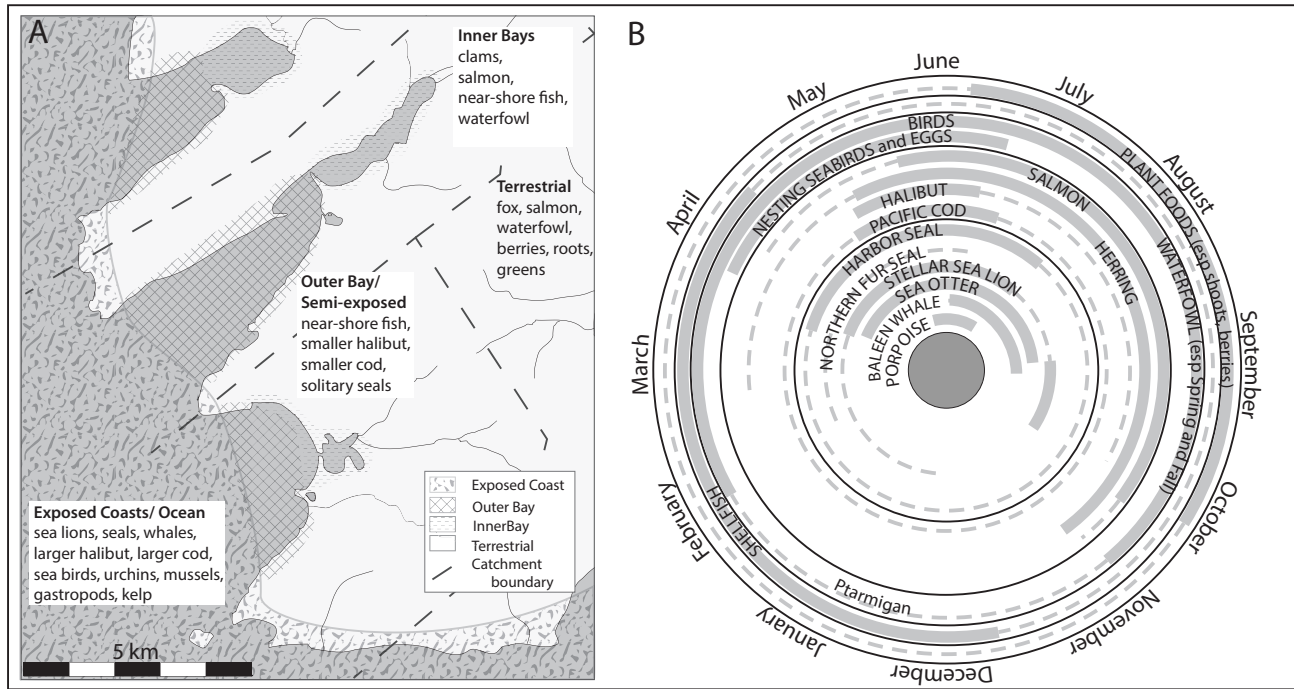 A
Inner Bays
clams,
salmon,
near-shore fish,
waterfowl
Terrestrial
fox, salmon,
waterfowl,
berries, roots,
greens
Outer Bay/
Semi-exposed
near-shore fish,
smaller halibut,
smaller cod,
solitary seals
Exposed Coasts/ Ocean
sea lions, seals, whales,
larger halibut, larger cod,
sea birds, urchins, mussels,
gastropods, kelp
Exposed Coast
Outer Bay
InnerBay
Terrestrial
Catchment
boundary
5 km
B
June
July
August
September
October
November
December
January
February
March
April
May
PLANT FOODS (esp shoots, berries)
BIRDS
WATERFOWL (esp Spring and Fall)
NESTING SEABIRDS and EGGS
SALMON
HERRING
HALIBUT
PACIFIC COD
HARBOR SEAL
NORTHERN FUR SEAL
STELLAR SEA LION
SEA OTTER
BALEEN WHALE
PORPOISE
SHELLFISH
Ptarmigan